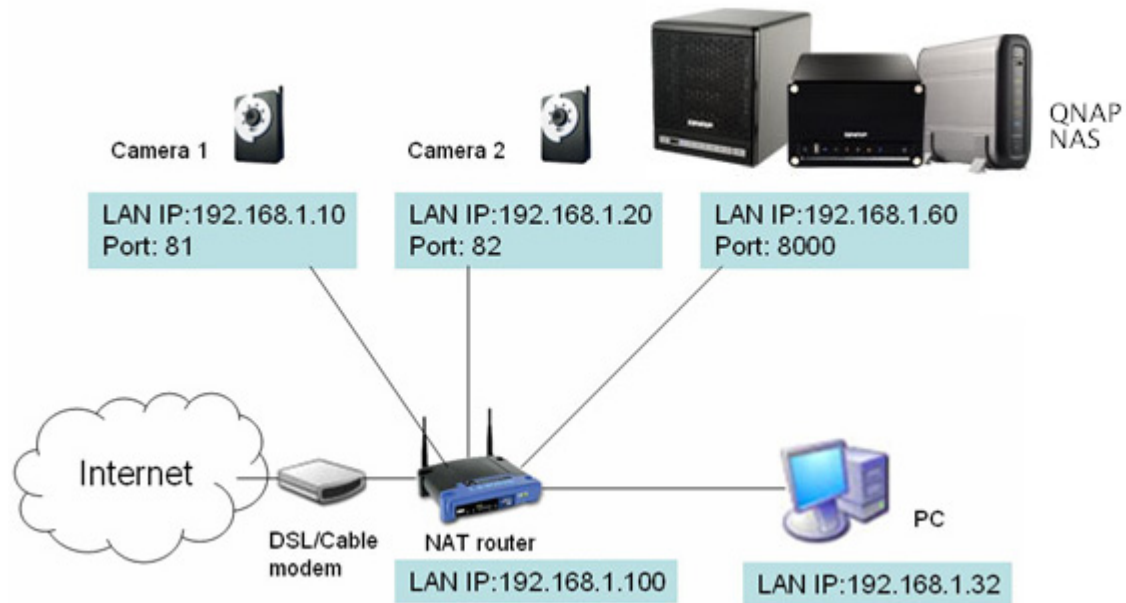 Camera 1
Camera 2
QNAP
NAS
LAN IP:192.168.1.10
Port: 81
LAN IP:192.168.1.20
Port: 82
LAN IP:192.168.1.60
Port: 8000
Internet
DSL/Cable
modem
NAT router
PC
LAN IP:192.168.1.100
LAN IP:192.168.1.32